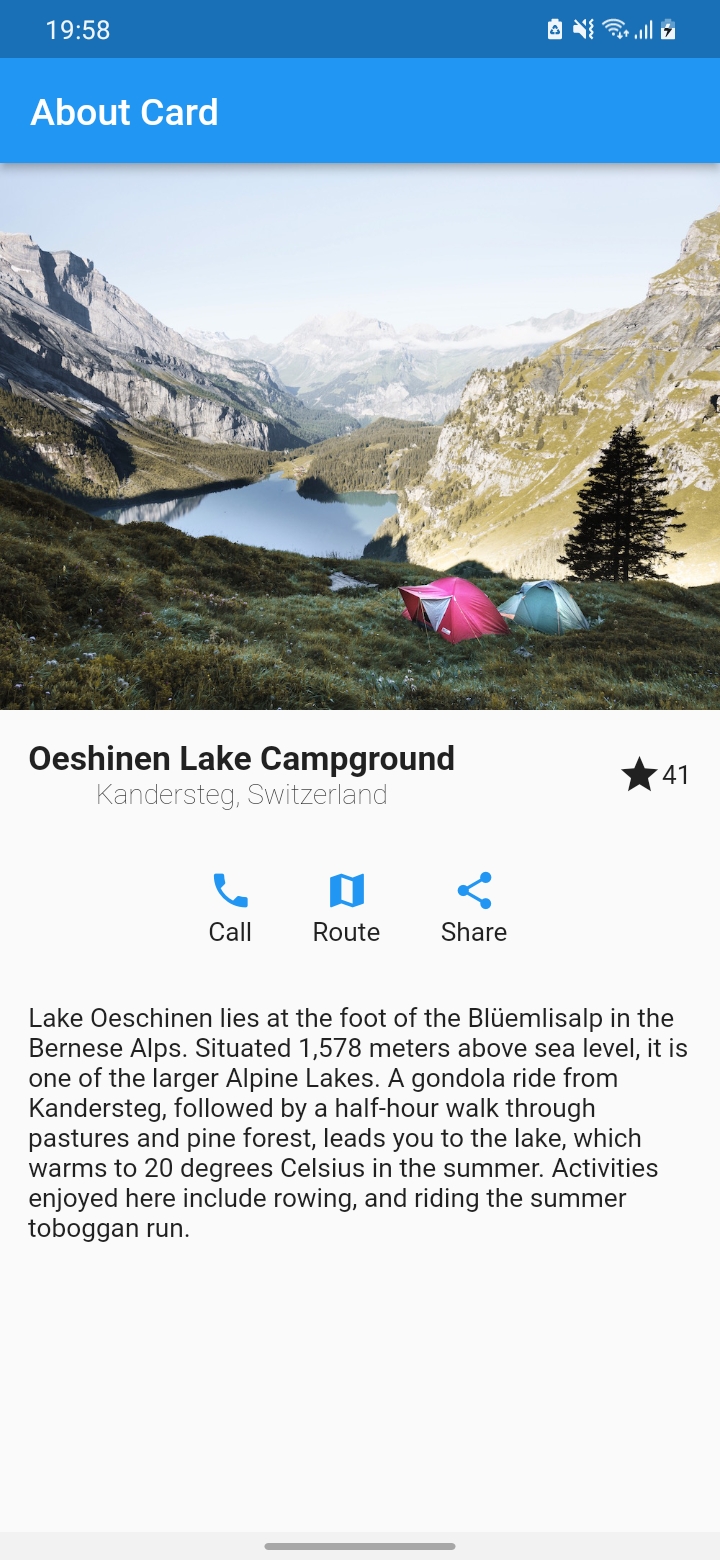 19:58
About Card
Oeshinen Lake Campground
Kandersteg, Switzerland
41
Call
Route
Share
Lake Oeschinen lies at the foot of the Blüemlisalp in the
Bernese Alps. Situated 1,578 meters above sea level, it is
one of the larger Alpine Lakes. A gondola ride from
Kandersteg, followed by a half-hour walk through
pastures and pine forest, leads you to the lake, which
warms to 20 degrees Celsius in the summer. Activities
enjoyed here include rowing, and riding the summer
toboggan run.